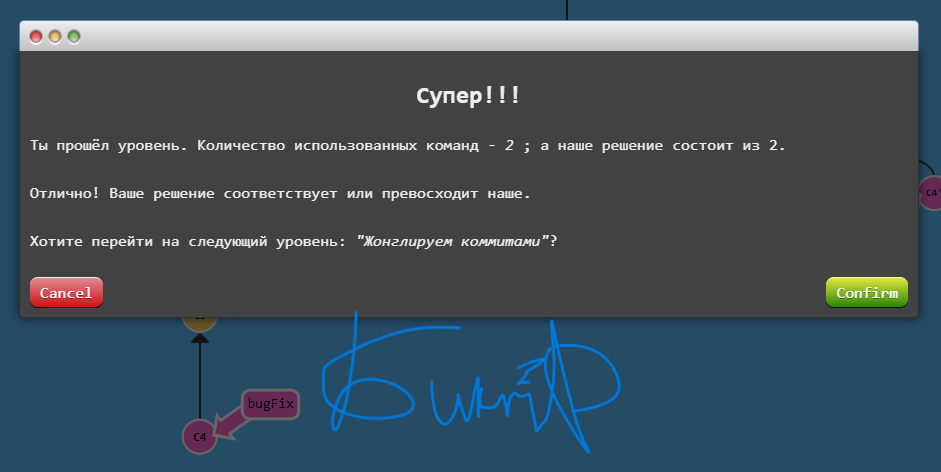 Супер!!!
Ты прошёл уровень. Количество использованных команд - 2 ; а наше решение состоит из 2.
Отлично! Ваше решение соответствует или превосходит наше.
Хотите перейти на следующий уровень: "Жонглируем коммитами"?
Cancel
Confirm
C4'
bugFix
C4